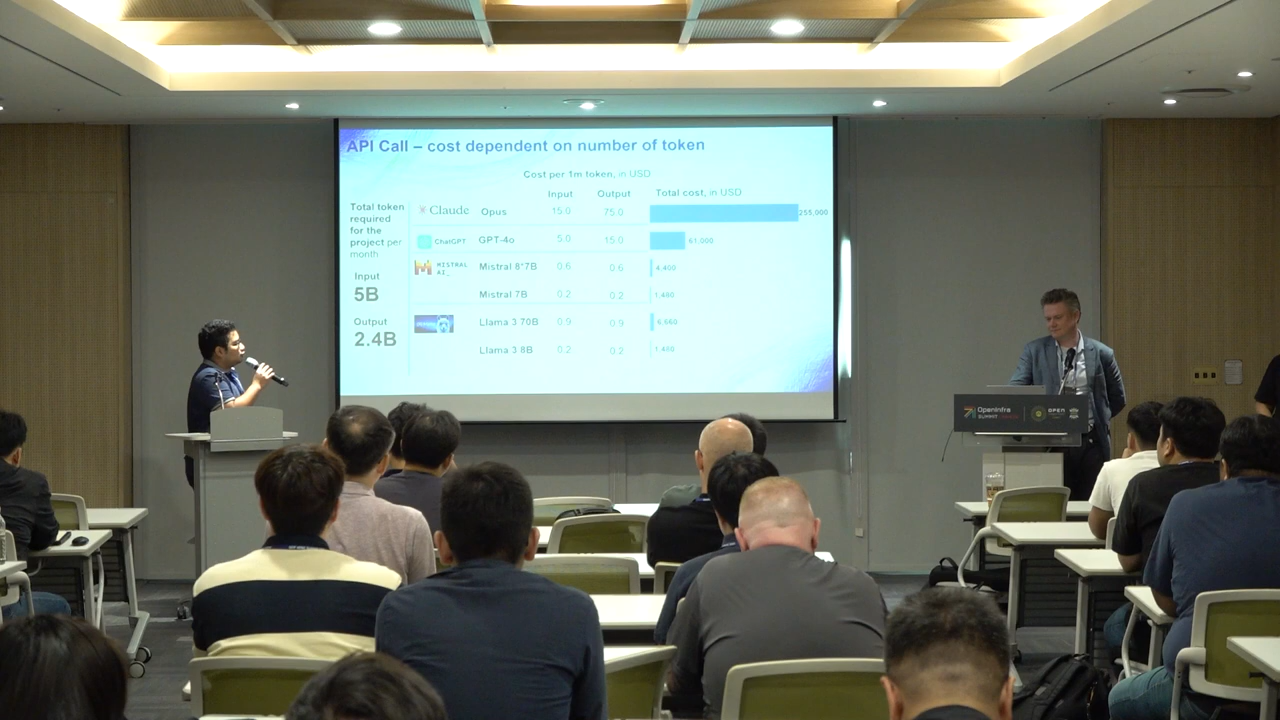 API Call – cost dependent on number of token
Cost per 1m token, in USD
Input Output Total cost, in USD
Total token
required
for the
project per
month
Input
5B
Output
2.4B
Claude Opus 15.0 75.0 255,000
ChatGPT GPT-4o 5.0 15.0 61,000
MISTRAL
AI_
Mistral 8*7B 0.6 0.6 4,400
Mistral 7B 0.2 0.2 1,480
Llama 3 70B 0.9 0.9 6,660
Llama 3 8B 0.2 0.2 1,480
OpenInfra
SUMMIT
OPEN